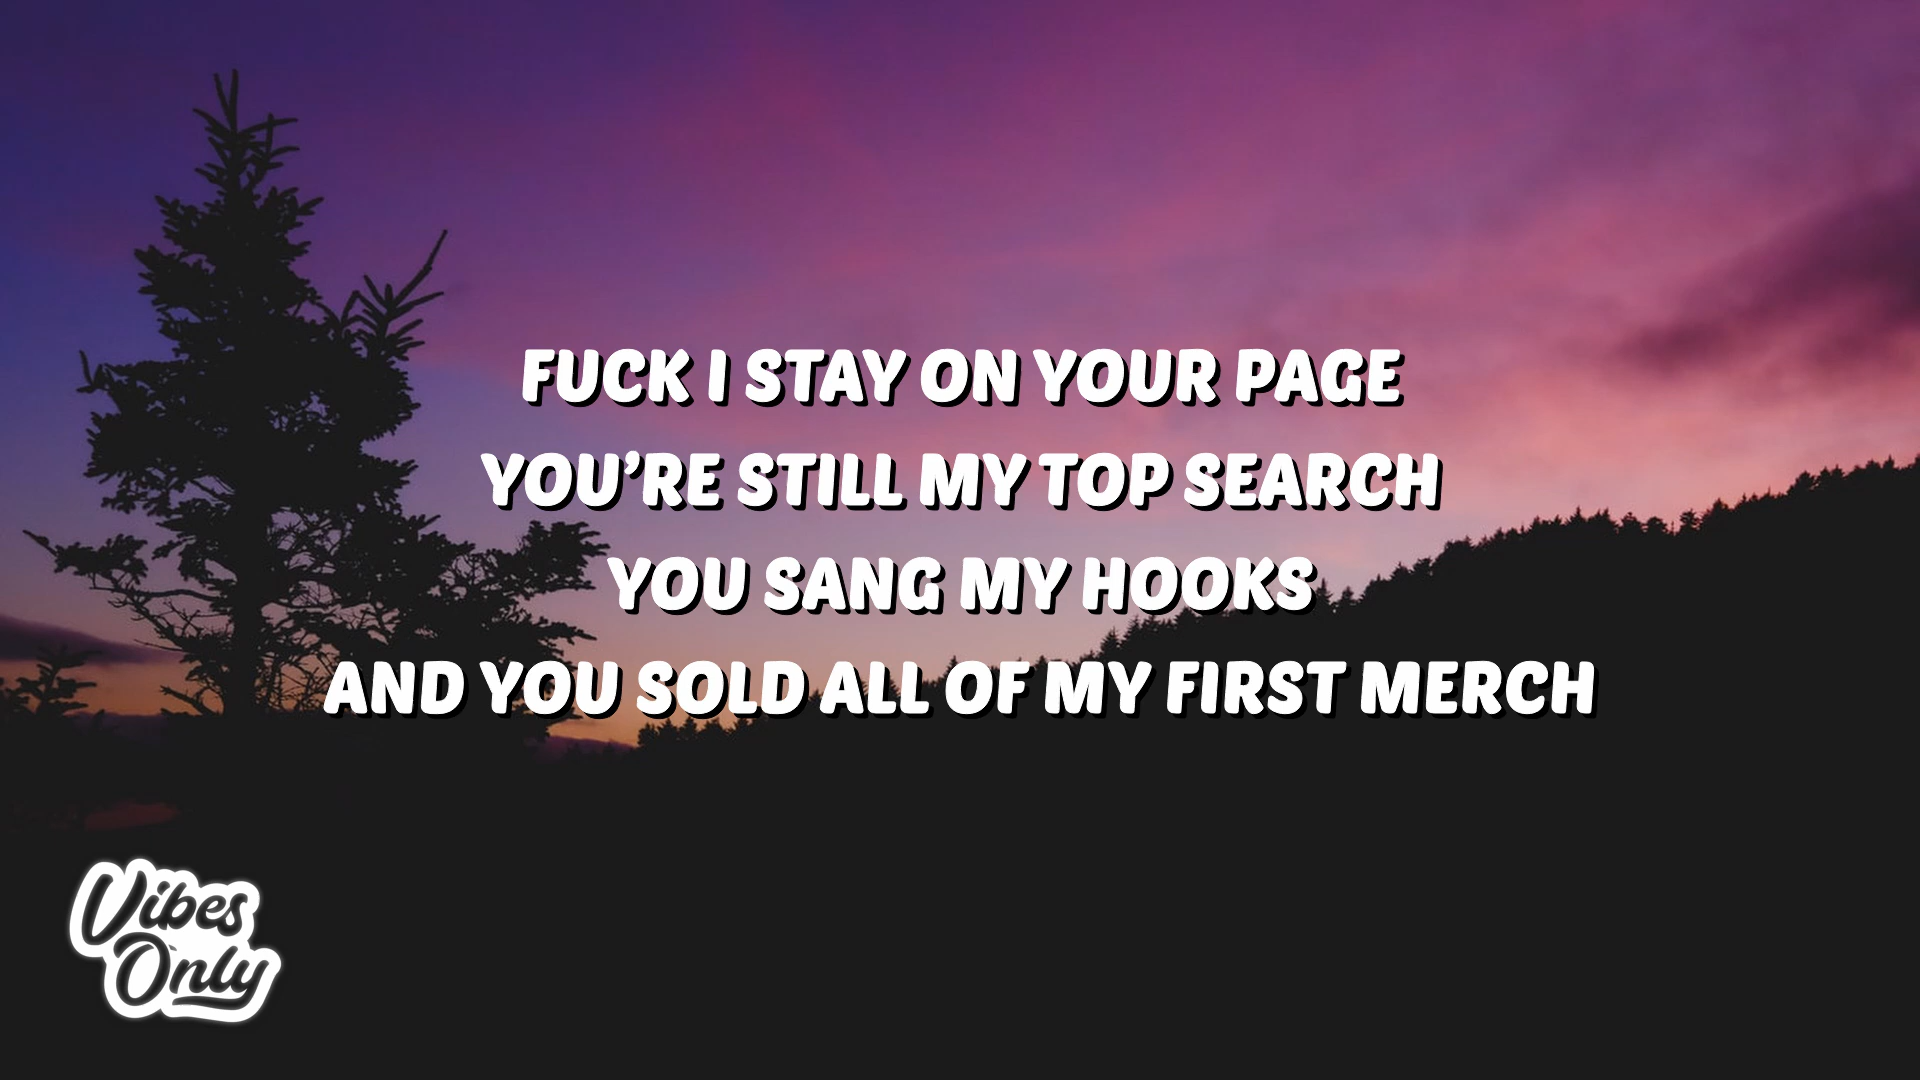 FUCK I STAY ON YOUR PAGE
YOU’RE STILL MY TOP SEARCH
YOU SANG MY HOOKS
AND YOU SOLD ALL OF MY FIRST MERCH
Vibes
Only